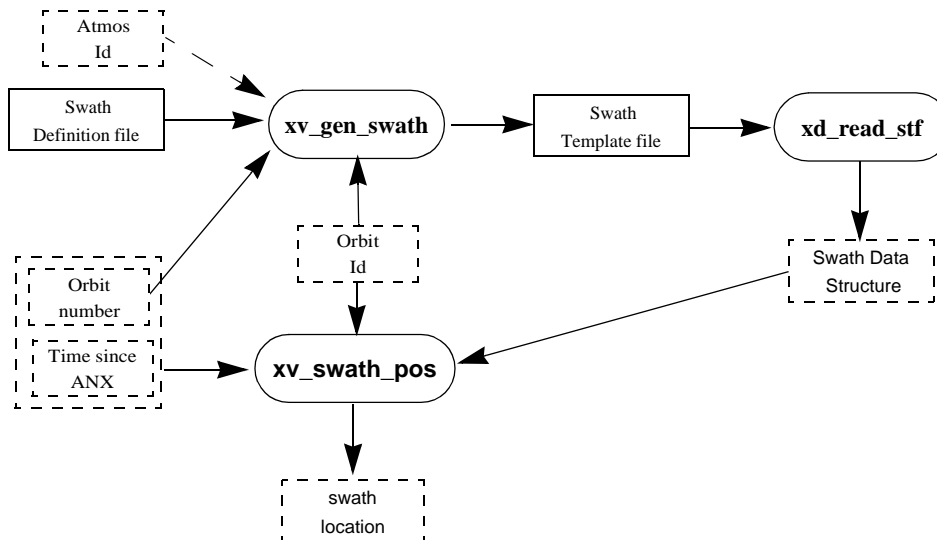 Atmos
Id
Swath
Definition file
xv_gen_swath
Swath
Template file
xd_read_stf
Orbit
Id
Swath Data
Structure
Orbit
number
Time since
ANX
xv_swath_pos
swath
location